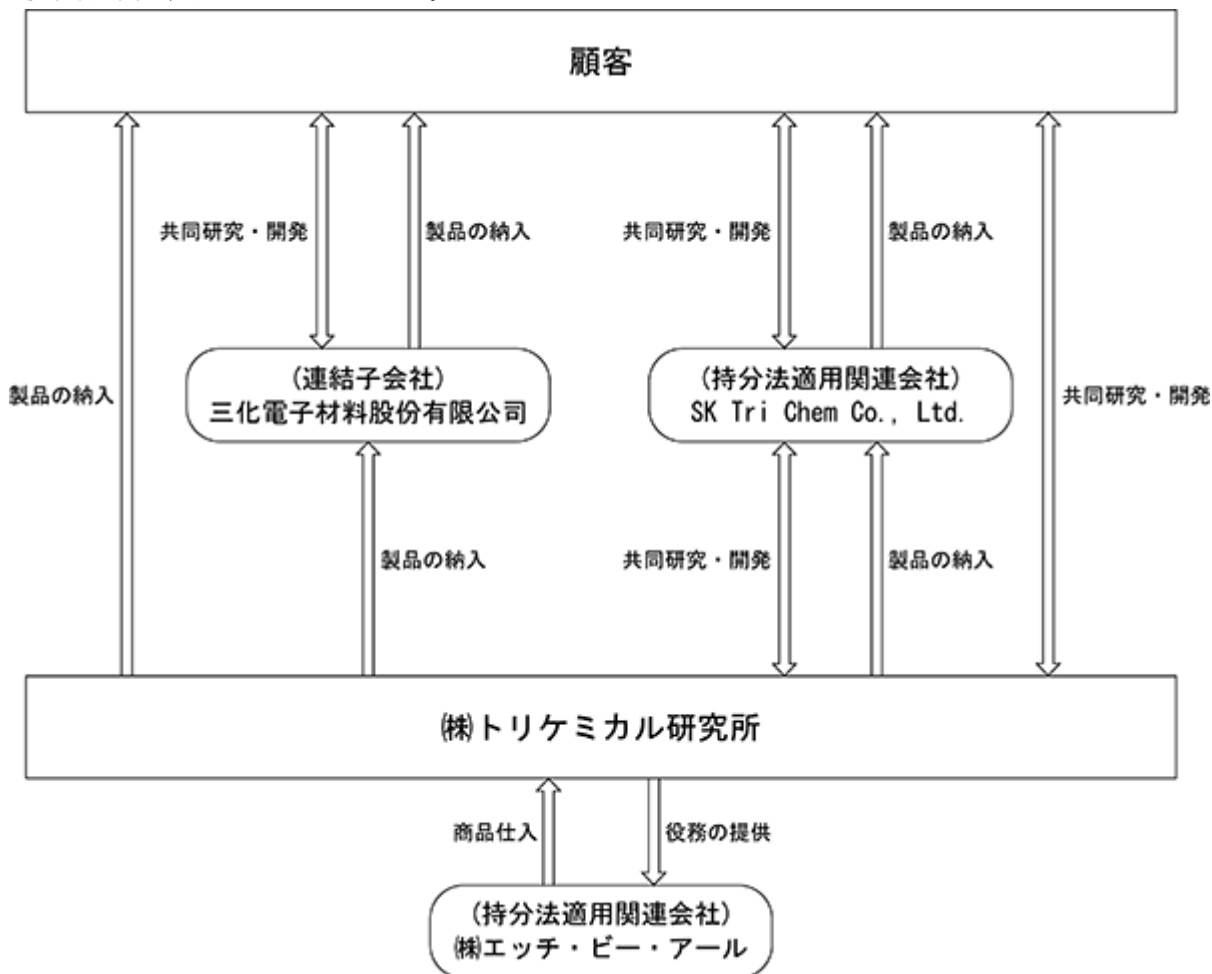 顧客
共同研究・開発
製品の納入
共同研究・開発
製品の納入
製品の納入
(連結子会社)
三化電子材料股份有限公司
(持分法適用関連会社)
SK Tri Chem Co., Ltd.
共同研究・開発
製品の納入
共同研究・開発
製品の納入
㈱トリケミカル研究所
商品仕入
役務の提供
(持分法適用関連会社)
㈱エッチ・ビー・アール